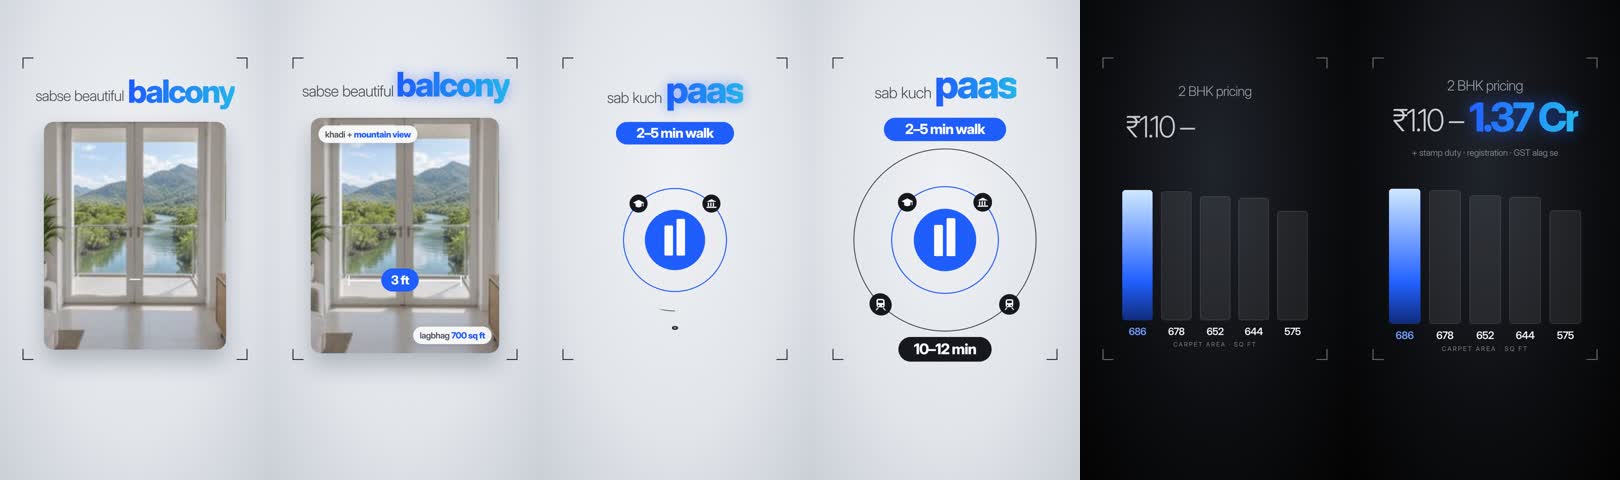 sabse beautiful balcony
sabse beautiful balcony
khadi + mountain view
3 ft
lagbhag 700 sq ft
sab kuch paas
2–5 min walk
sab kuch paas
2–5 min walk
10–12 min
2 BHK pricing
₹1.10 –
686 678 652 644 575
CARPET AREA · SQ FT
2 BHK pricing
₹1.10 – 1.37 Cr
+ stamp duty · registration · GST alag se
686 678 652 644 575
CARPET AREA · SQ FT